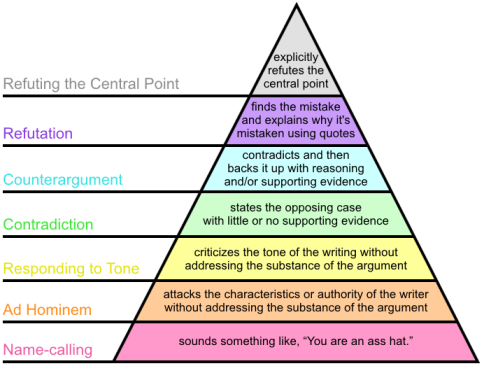 explicitly
refutes the
central point
Refuting the Central Point
finds the mistake
and explains why it's
mistaken using quotes
Refutation
contradicts and then
backs it up with reasoning
and/or supporting evidence
Counterargument
states the opposing case
with little or no supporting evidence
Contradiction
criticizes the tone of the writing without
addressing the substance of the argument
Responding to Tone
attacks the characteristics or authority of the writer
without addressing the substance of the argument
Ad Hominem
sounds something like, “You are an ass hat.”
Name-calling